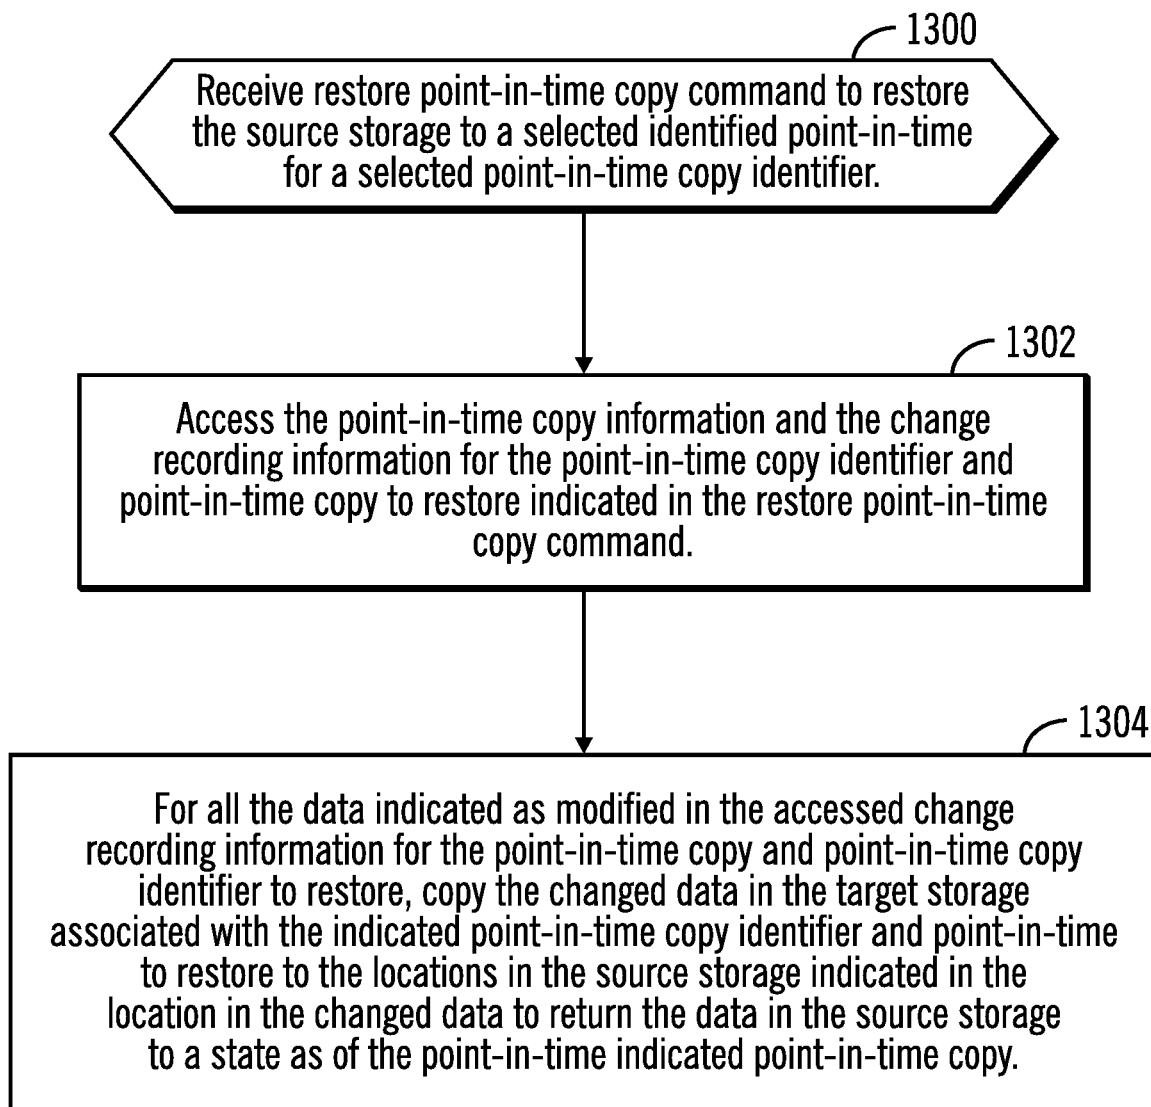 1300
Receive restore point-in-time copy command to restore
the source storage to a selected identified point-in-time
for a selected point-in-time copy identifier.
1302
Access the point-in-time copy information and the change
recording information for the point-in-time copy identifier and
point-in-time copy to restore indicated in the restore point-in-time
copy command.
1304
For all the data indicated as modified in the accessed change
recording information for the point-in-time copy and point-in-time copy
identifier to restore, copy the changed data in the target storage
associated with the indicated point-in-time copy identifier and point-in-time
to restore to the locations in the source storage indicated in the
location in the changed data to return the data in the source storage
to a state as of the point-in-time indicated point-in-time copy.